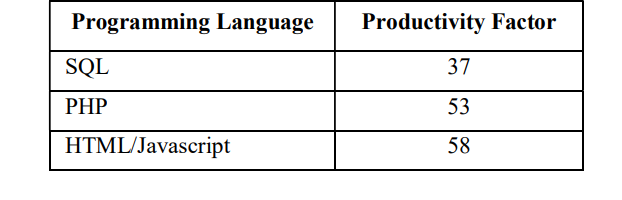 Programming Language Productivity Factor
SQL 37
PHP 53
HTML/Javascript 58